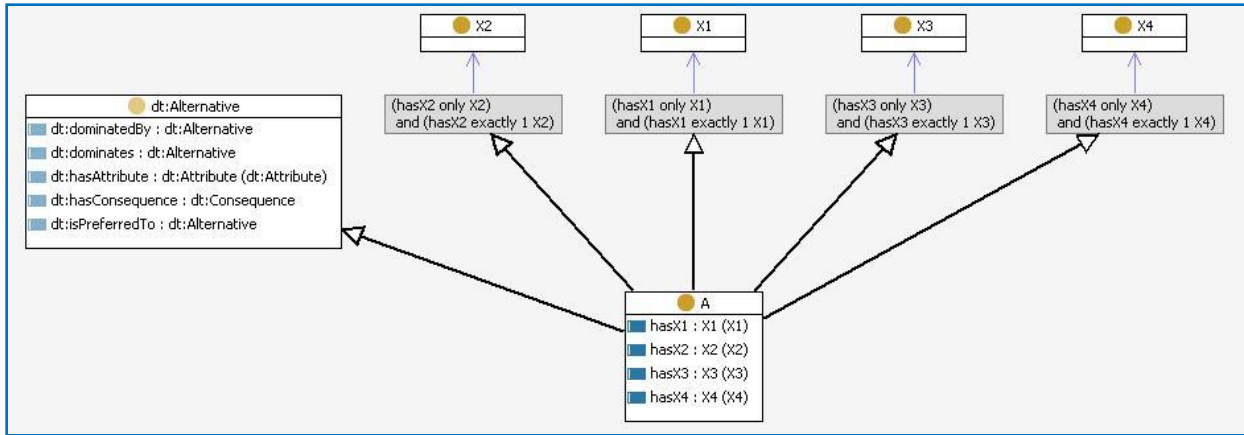 X2
X1
X3
X4
dt:Alternative
dt:dominatedBy : dt:Alternative
dt:dominates : dt:Alternative
dt:hasAttribute : dt:Attribute (dt:Attribute)
dt:hasConsequence : dt:Consequence
dt:isPreferredTo : dt:Alternative
(hasX2 only X2)
and (hasX2 exactly 1 X2)
(hasX1 only X1)
and (hasX1 exactly 1 X1)
(hasX3 only X3)
and (hasX3 exactly 1 X3)
(hasX4 only X4)
and (hasX4 exactly 1 X4)
A
hasX1 : X1 (X1)
hasX2 : X2 (X2)
hasX3 : X3 (X3)
hasX4 : X4 (X4)